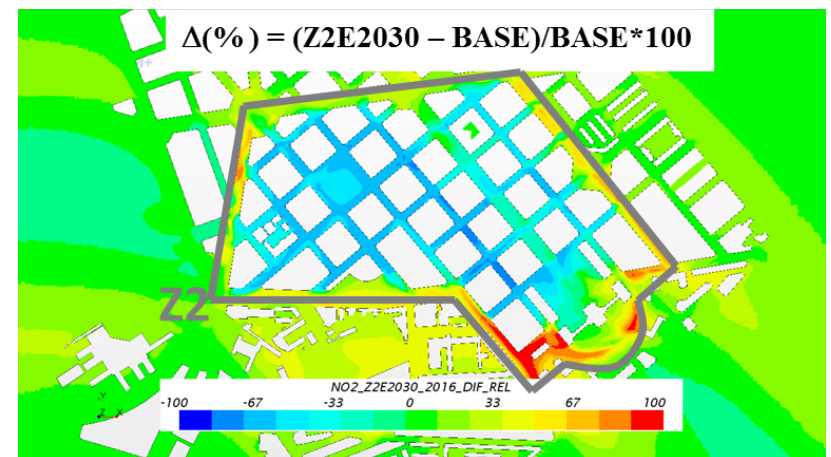 Δ(%) = (Z2E2030 – BASE)/BASE*100
Z2
NO2_Z2E2030_2016_DIF_REL
-100 -67 -33 0 33 67 100
Y
Z X